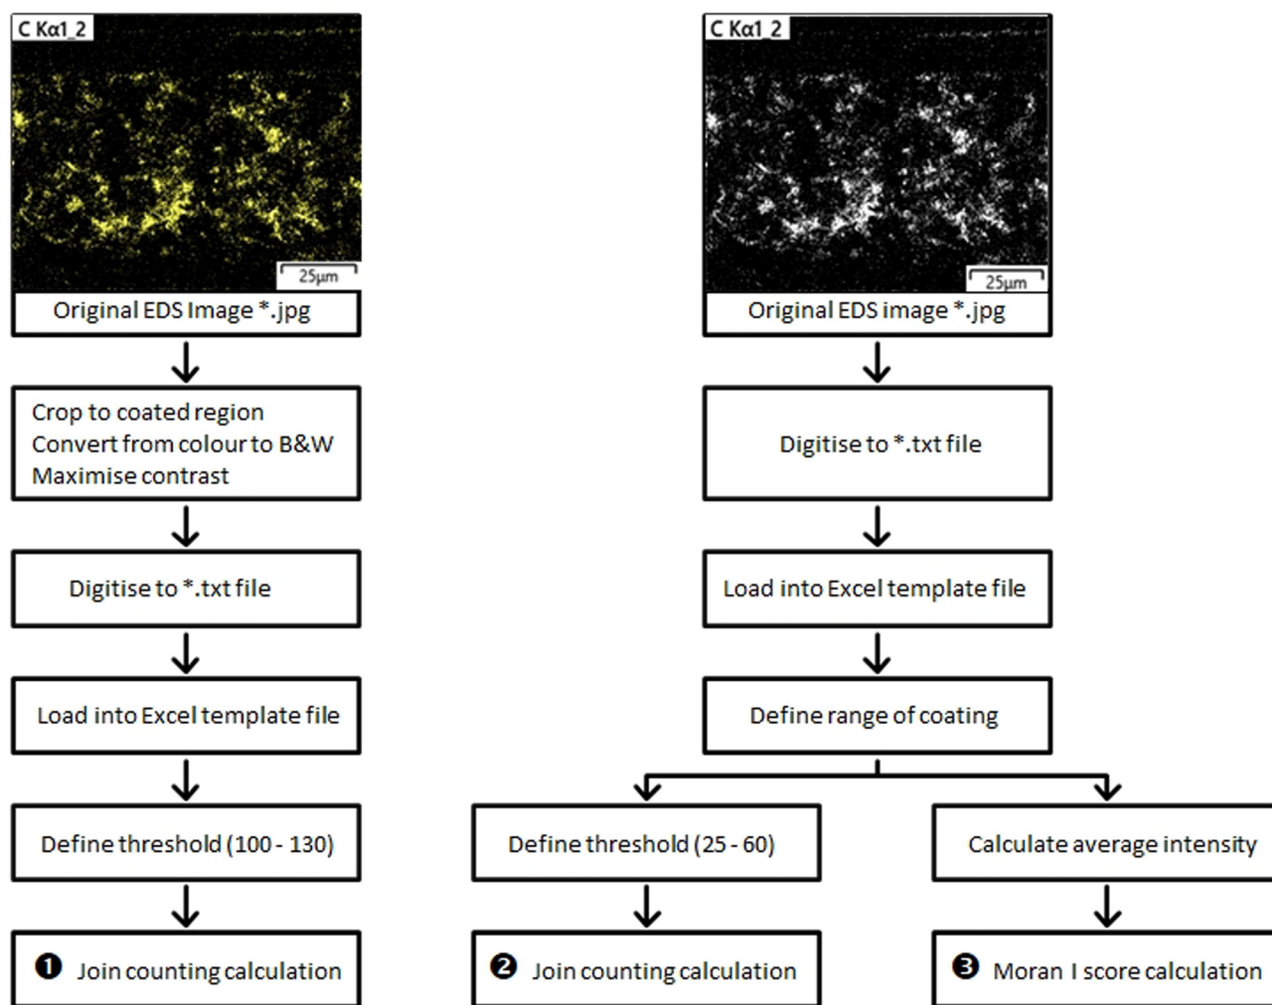 C Kα1_2
25μm
Original EDS Image *.jpg
Crop to coated region
Convert from colour to B&W
Maximise contrast
Digitise to *.txt file
Load into Excel template file
Define threshold (100 - 130)
❶ Join counting calculation
C Kα1_2
25μm
Original EDS image *.jpg
Digitise to *.txt file
Load into Excel template file
Define range of coating
Define threshold (25 - 60)
❷ Join counting calculation
Calculate average intensity
❸ Moran I score calculation